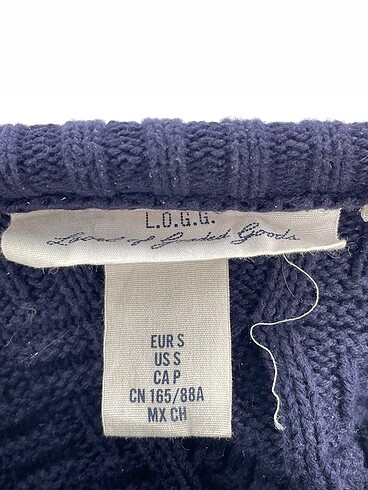 L.O.G.G.
Label of Graded Goods
EUR S
US S
CA P
CN 165/88A
MX CH